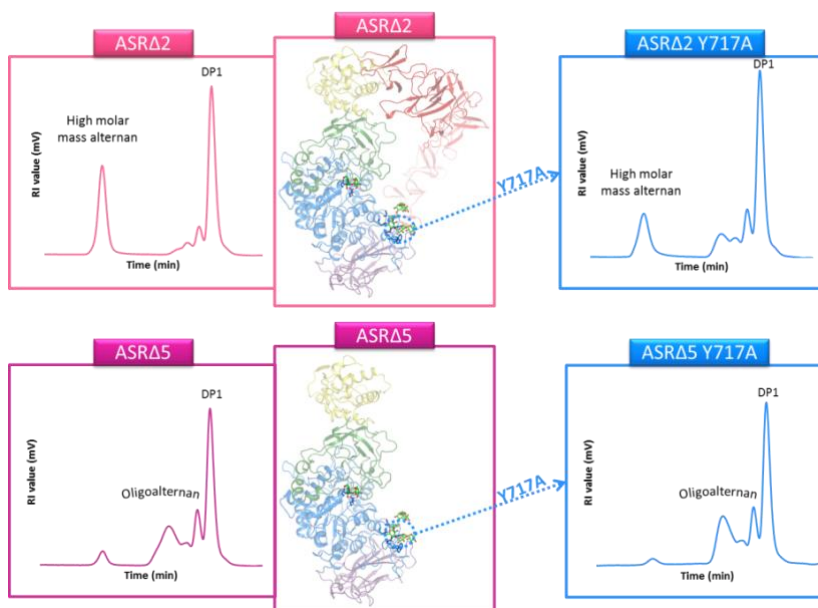 ASRΔ2
ASRΔ2
ASRΔ2 Y717A
DP1
High molar
mass alternan
RI value (mV)
Time (min)
Y717A
DP1
High molar
mass alternan
RI value (mV)
Time (min)
ASRΔ5
ASRΔ5
ASRΔ5 Y717A
DP1
Oligoalternan
RI value (mV)
Time (min)
Y717A
DP1
Oligoalternan
RI value (mV)
Time (min)